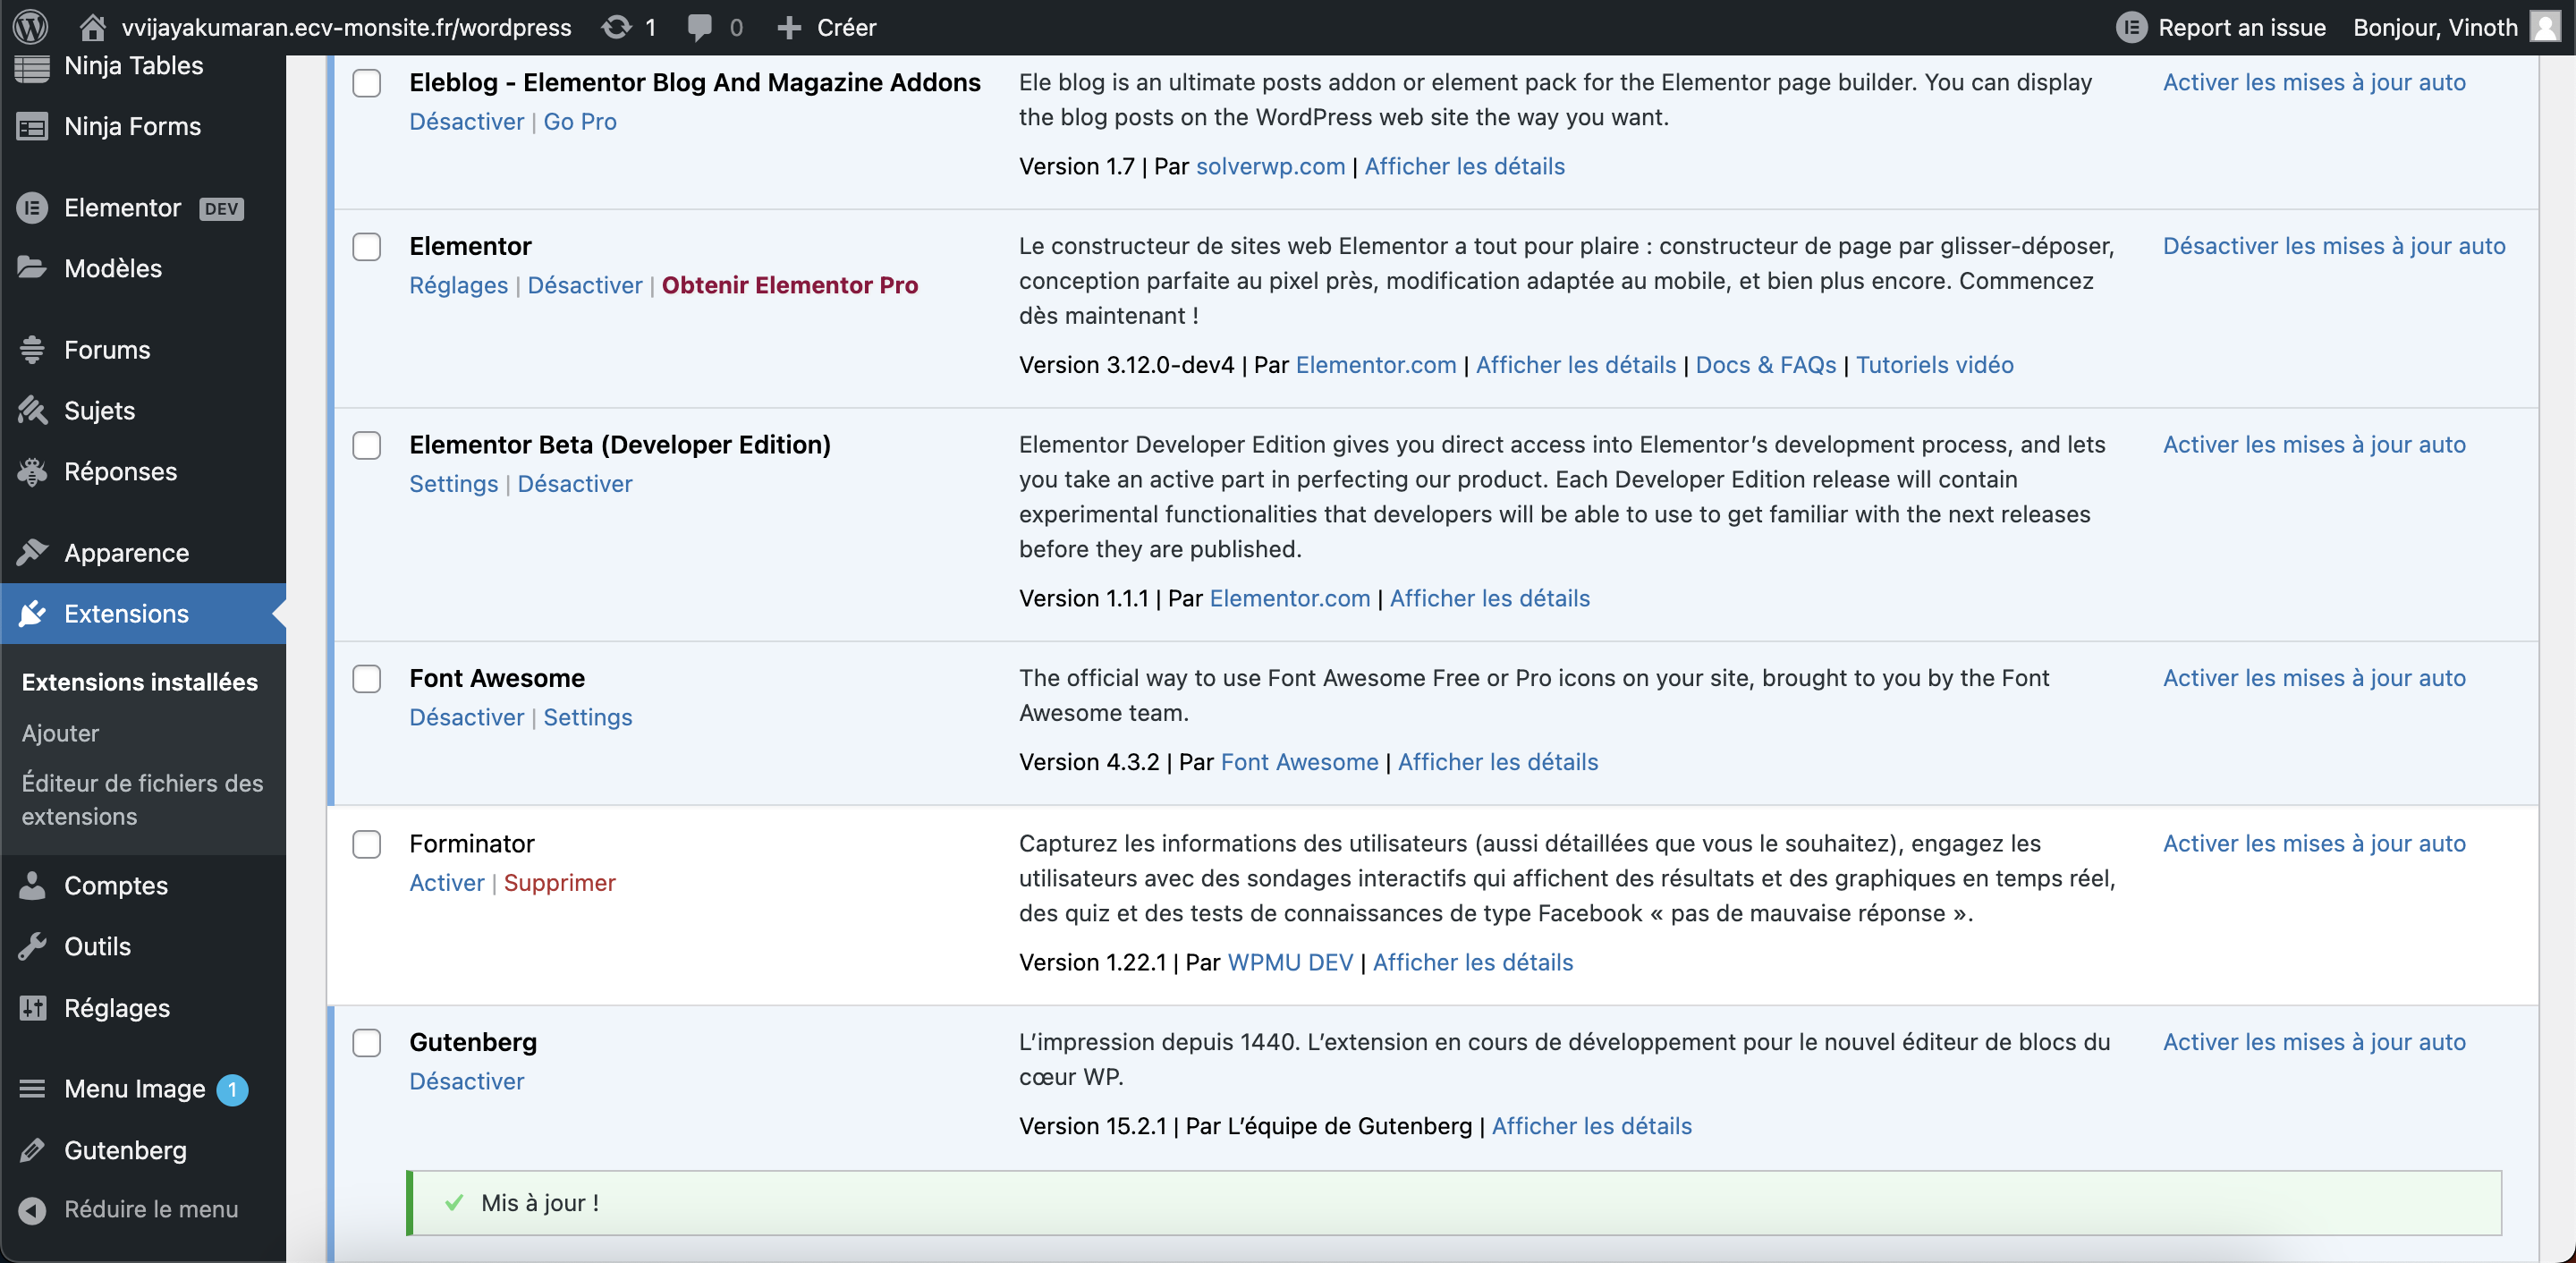 vvijayakumaran.ecv-monsite.fr/wordpress 1 0 Créer Report an issue Bonjour, Vinoth
Ninja Tables
Ninja Forms
Elementor DEV
Modèles
Forums
Sujets
Réponses
Apparence
Extensions
Extensions installées
Ajouter
Éditeur de fichiers des
extensions
Comptes
Outils
Réglages
Menu Image 1
Gutenberg
Réduire le menu
Eleblog - Elementor Blog And Magazine Addons
Désactiver | Go Pro
Ele blog is an ultimate posts addon or element pack for the Elementor page builder. You can display
the blog posts on the WordPress web site the way you want.
Version 1.7 | Par solverwp.com | Afficher les détails
Activer les mises à jour auto
Elementor
Réglages | Désactiver | Obtenir Elementor Pro
Le constructeur de sites web Elementor a tout pour plaire : constructeur de page par glisser-déposer,
conception parfaite au pixel près, modification adaptée au mobile, et bien plus encore. Commencez
dès maintenant !
Version 3.12.0-dev4 | Par Elementor.com | Afficher les détails | Docs & FAQs | Tutoriels vidéo
Désactiver les mises à jour auto
Elementor Beta (Developer Edition)
Settings | Désactiver
Elementor Developer Edition gives you direct access into Elementor’s development process, and lets
you take an active part in perfecting our product. Each Developer Edition release will contain
experimental functionalities that developers will be able to use to get familiar with the next releases
before they are published.
Version 1.1.1 | Par Elementor.com | Afficher les détails
Activer les mises à jour auto
Font Awesome
Désactiver | Settings
The official way to use Font Awesome Free or Pro icons on your site, brought to you by the Font
Awesome team.
Version 4.3.2 | Par Font Awesome | Afficher les détails
Activer les mises à jour auto
Forminator
Activer | Supprimer
Capturez les informations des utilisateurs (aussi détaillées que vous le souhaitez), engagez les
utilisateurs avec des sondages interactifs qui affichent des résultats et des graphiques en temps réel,
des quiz et des tests de connaissances de type Facebook « pas de mauvaise réponse ».
Version 1.22.1 | Par WPMU DEV | Afficher les détails
Activer les mises à jour auto
Gutenberg
Désactiver
L’impression depuis 1440. L’extension en cours de développement pour le nouvel éditeur de blocs du
cœur WP.
Version 15.2.1 | Par L’équipe de Gutenberg | Afficher les détails
Activer les mises à jour auto
Mis à jour !